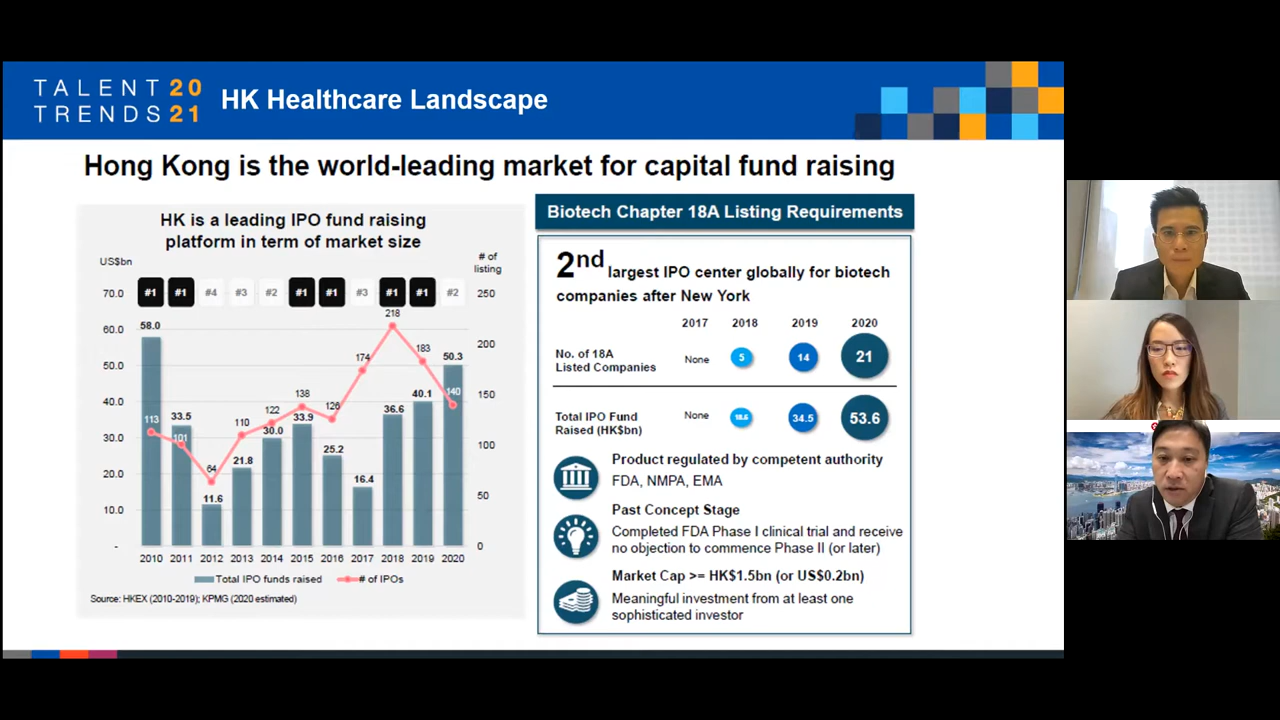 TALENT 20
TRENDS 21
HK Healthcare Landscape
Hong Kong is the world-leading market for capital fund raising
HK is a leading IPO fund raising
platform in term of market size
US$bn
# of
listing
#1 #1 #4 #3 #2 #1 #1 #3 #1 #1 #2
70.0
60.0
50.0
40.0
30.0
20.0
10.0
-
250
200
150
100
50
0
58.0
33.5
11.6
21.8
30.0
33.9
25.2
16.4
36.6
40.1
50.3
113
101
64
110
122
138
126
174
218
183
140
2010 2011 2012 2013 2014 2015 2016 2017 2018 2019 2020
Total IPO funds raised
# of IPOs
Source: HKEX (2010-2019); KPMG (2020 estimated)
Biotech Chapter 18A Listing Requirements
2nd largest IPO center globally for biotech
companies after New York
2017 2018 2019 2020
No. of 18A
Listed Companies
None 5 14 21
Total IPO Fund
Raised (HK$bn)
None 18.6 34.5 53.6
Product regulated by competent authority
FDA, NMPA, EMA
Past Concept Stage
Completed FDA Phase I clinical trial and receive
no objection to commence Phase II (or later)
Market Cap >= HK$1.5bn (or US$0.2bn)
Meaningful investment from at least one
sophisticated investor